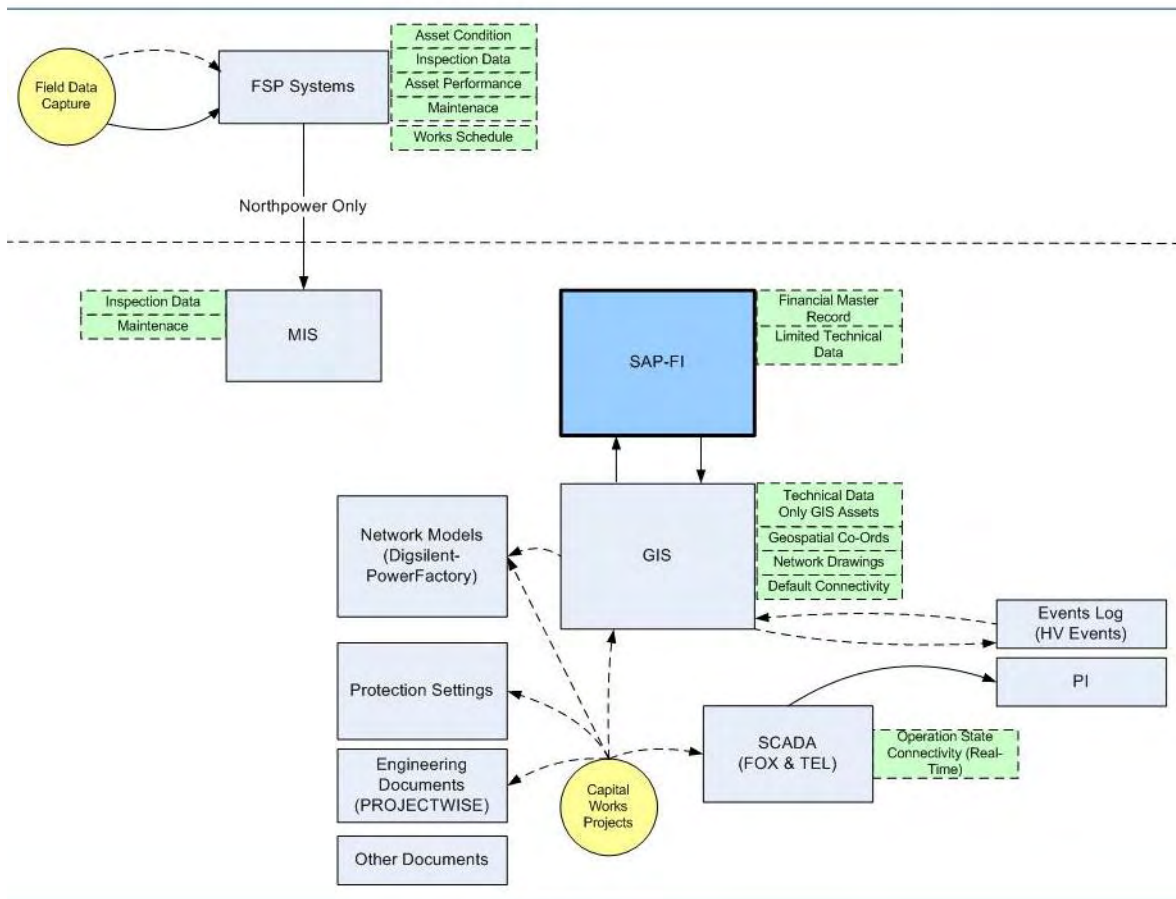 Asset Condition
Inspection Data
Asset Performance
Maintenace
Works Schedule
Field Data
Capture
FSP Systems
Northpower Only
Inspection Data
Maintenace
MIS
SAP-FI
Financial Master
Record
Limited Technical
Data
Network Models
(Digsilent-
PowerFactory)
GIS
Technical Data
Only GIS Assets
Geospatial Co-Ords
Network Drawings
Default Connectivity
Events Log
(HV Events)
PI
Protection Settings
SCADA
(FOX & TEL)
Operation State
Connectivity (Real-
Time)
Engineering
Documents
(PROJECTWISE)
Capital
Works
Projects
Other Documents